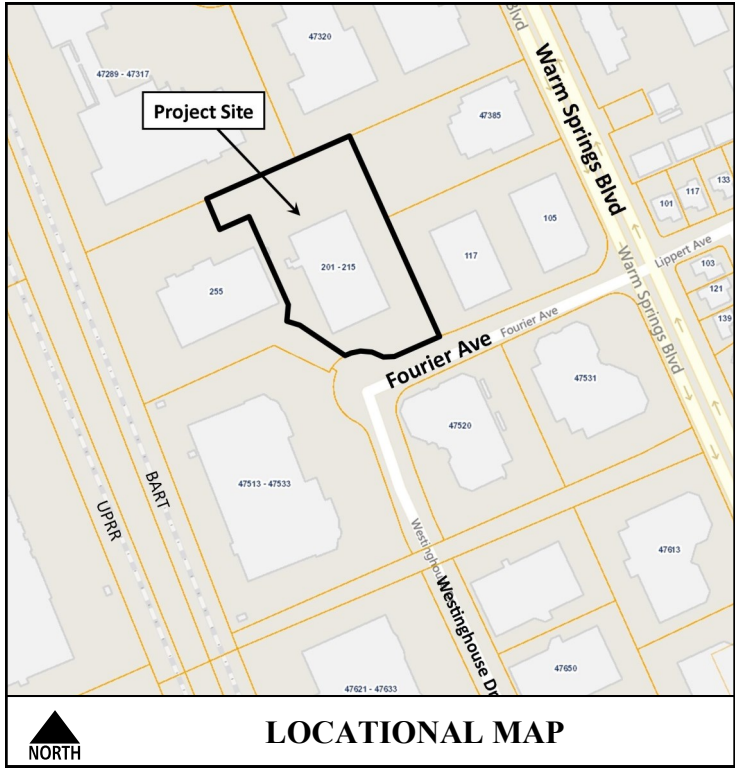 Blvd
47320
47289 - 47317
Project Site
Warm Springs Blvd
47385
133
117
101
105
201 - 215
117
Lippert Ave
103
Warm Springs Blvd
255
121
Fourier Ave
139
Fourier Ave
47531
47520
47513 - 47533
BART
UPRR
Westinghou
47613
Westinghouse Dr
47650
47621 - 47633
NORTH
LOCATIONAL MAP